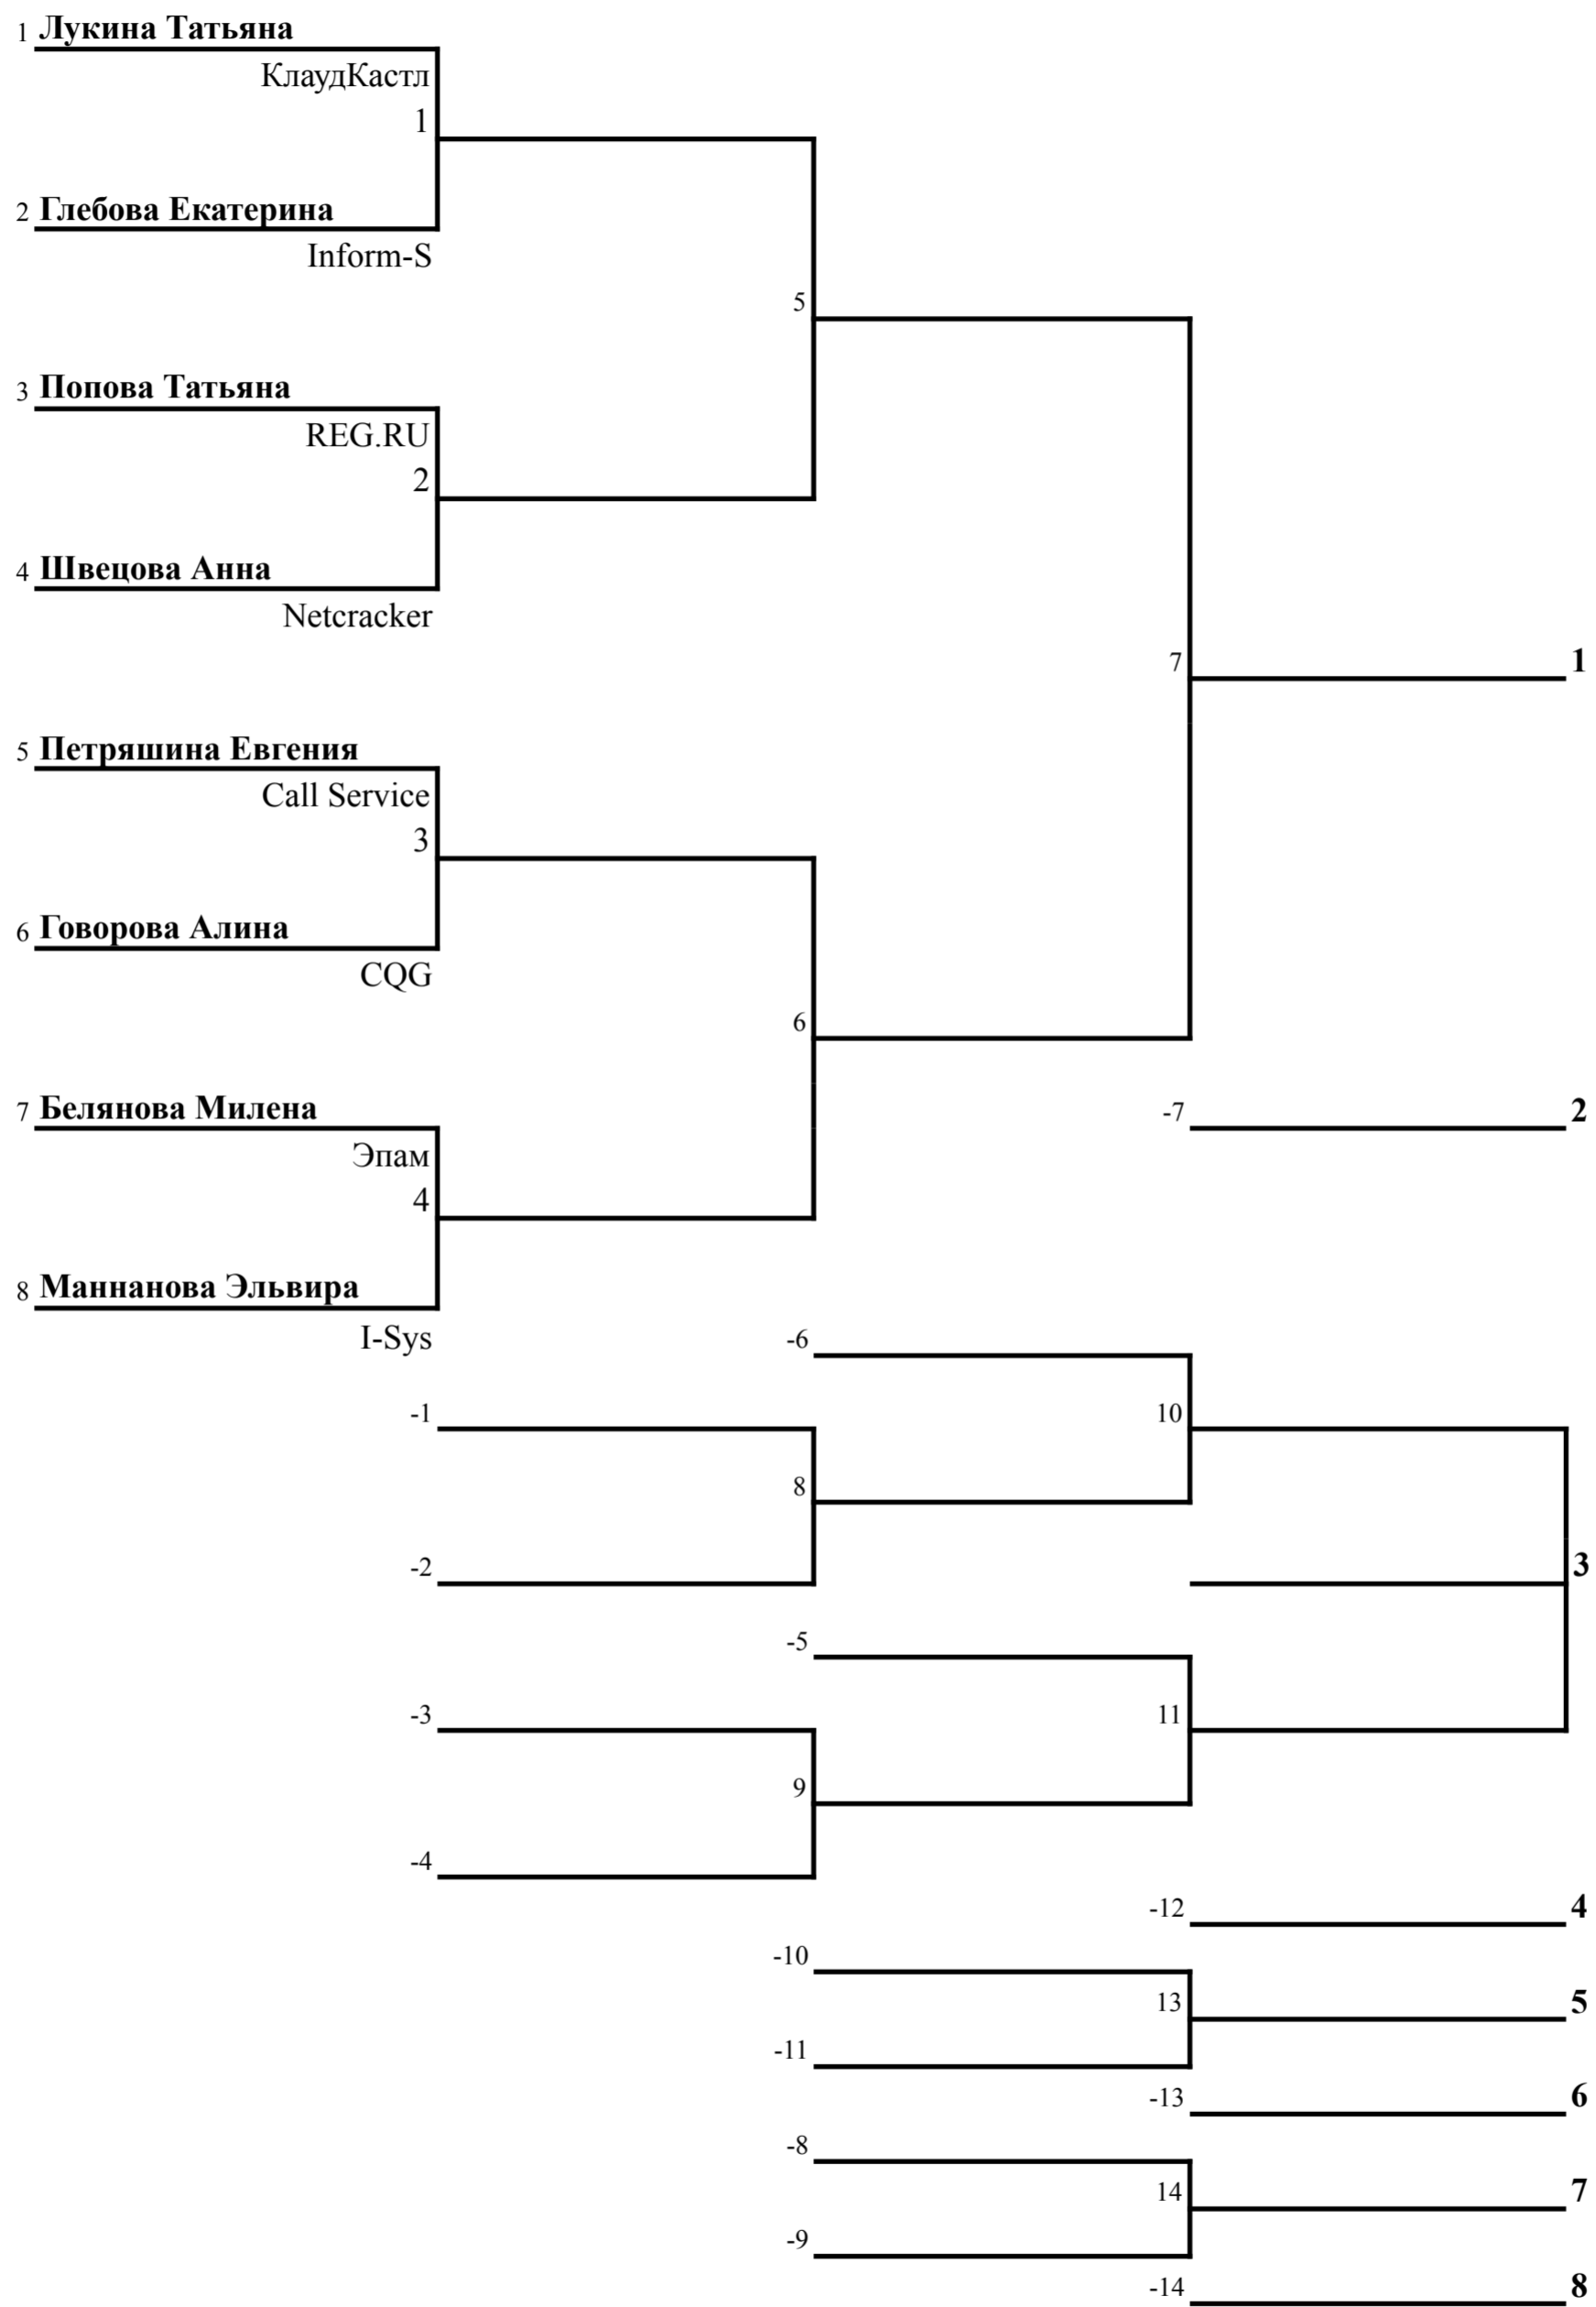 1 Лукина Татьяна
КлаудКастл
1
2 Глебова Екатерина
Inform-S
5
3 Попова Татьяна
REG.RU
2
4 Швецова Анна
Netcracker
7 1
5 Петряшина Евгения
Call Service
3
6 Говорова Алина
CQG
6
7 Белянова Милена
-7 2
Эпам
4
8 Маннанова Эльвира
I-Sys
-6
-1
10
8
-2
3
-5
-3
11
9
-4
-12 4
-10
13 5
-11
-13 6
-8
14 7
-9
-14 8